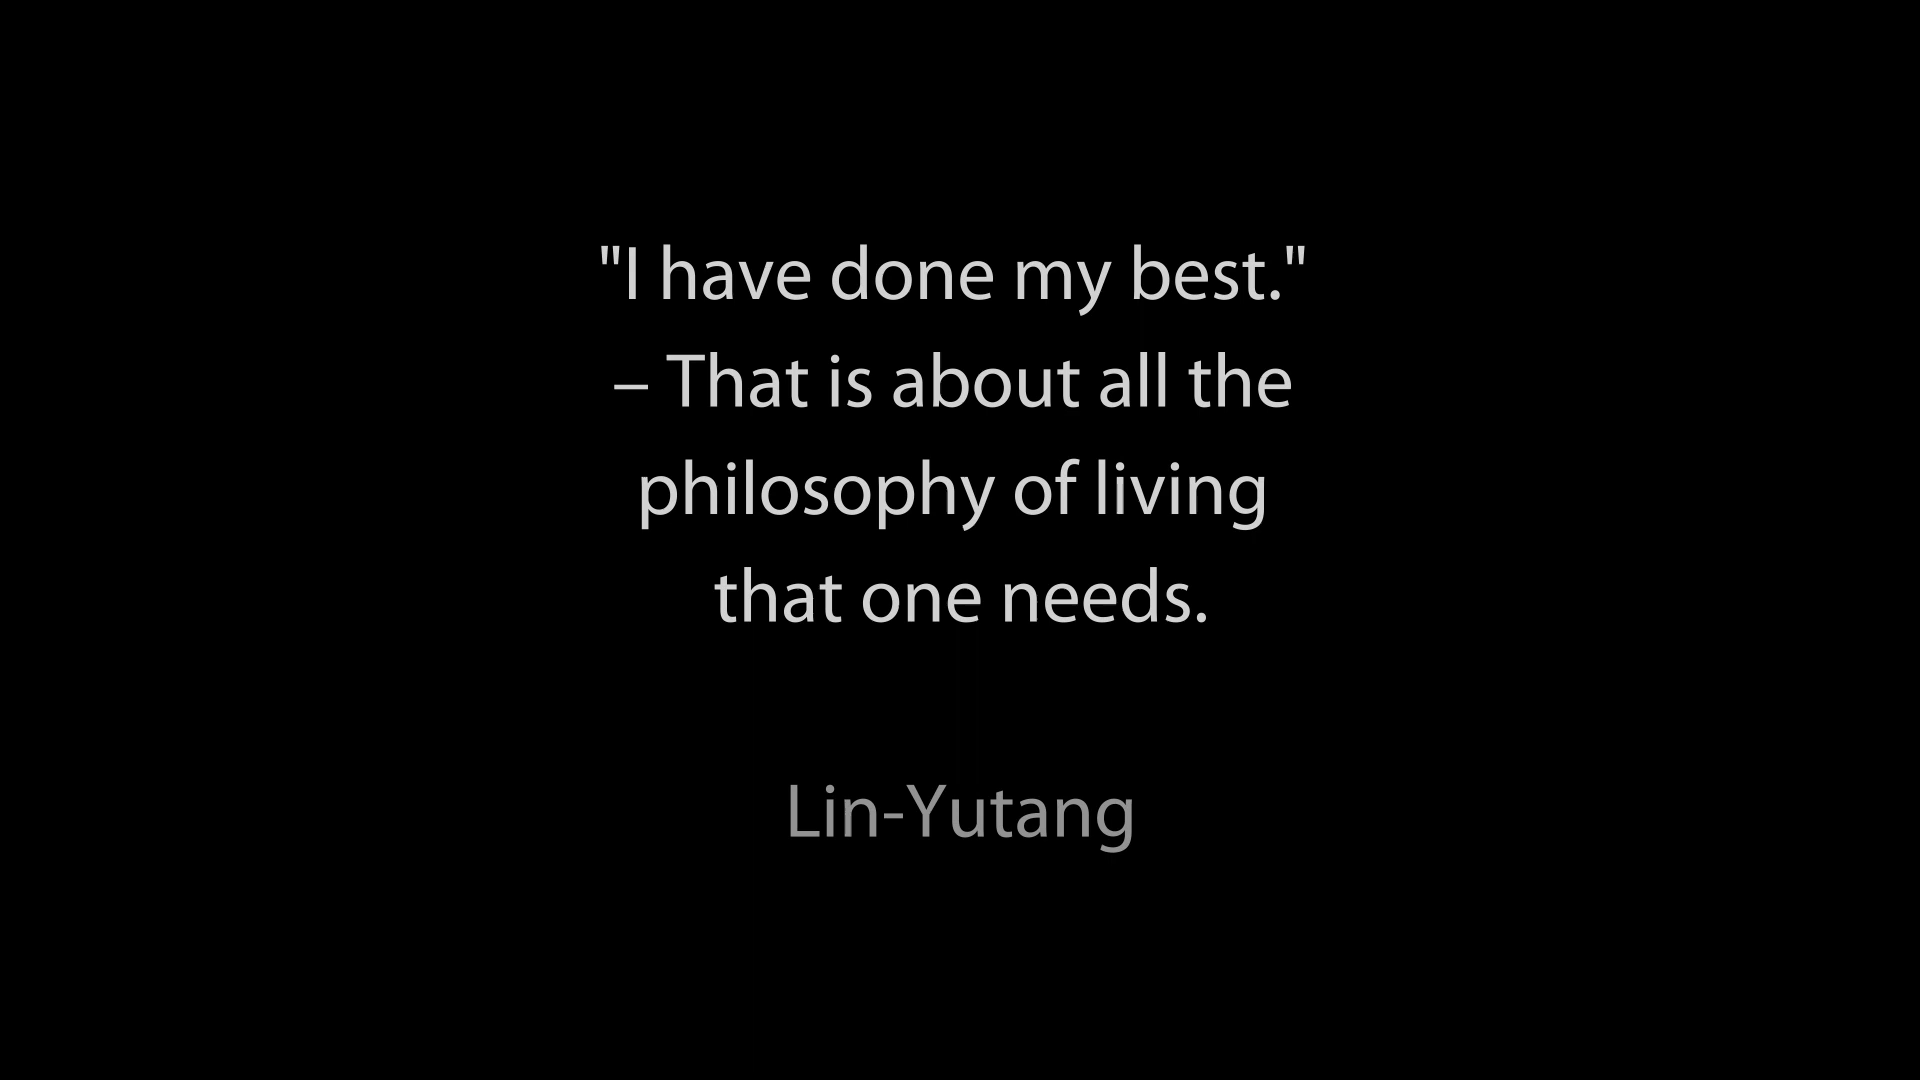 "I have done my best."
– That is about all the
philosophy of living
that one needs.
Lin-Yutang